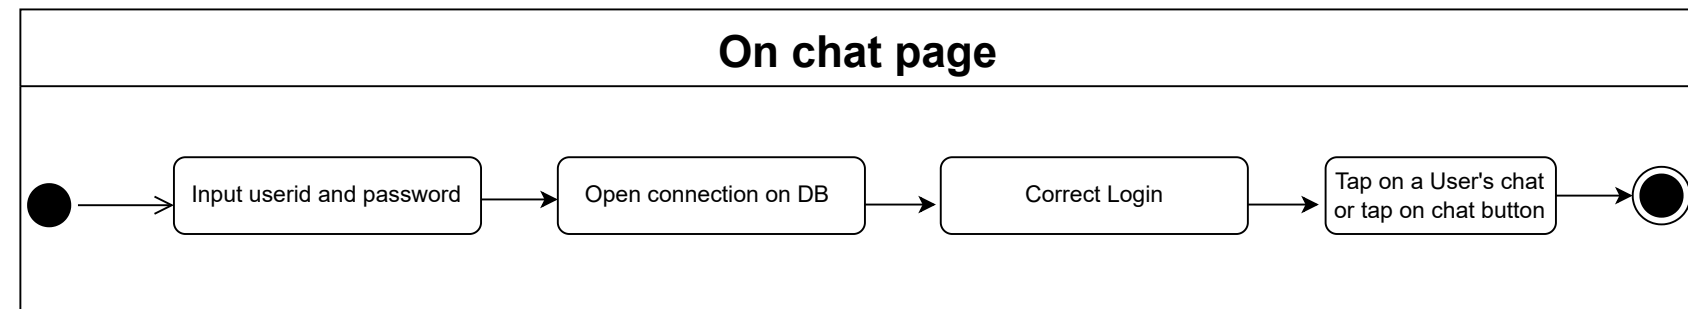 On chat page
Input userid and password
Open connection on DB
Correct Login
Tap on a User's chat
or tap on chat button